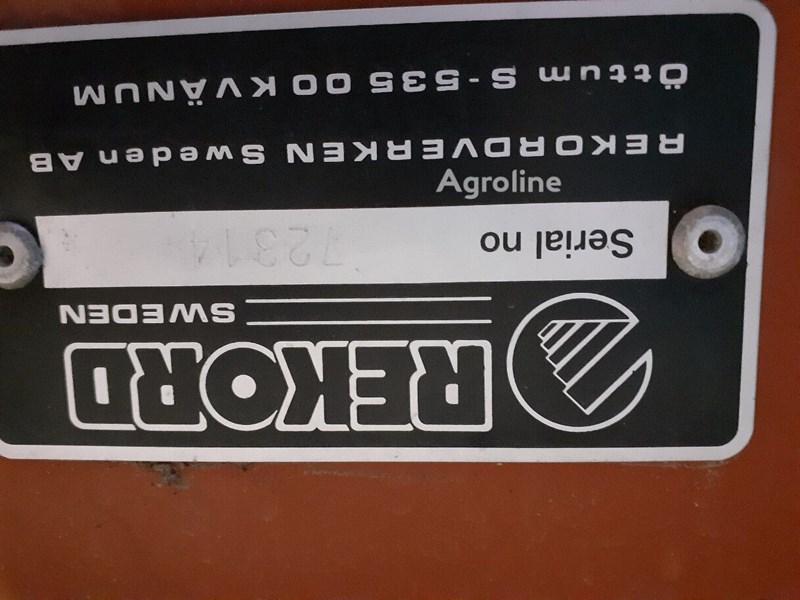 REKORD
SWEDEN
Serial no 72314
REKORDVERKEN Sweden AB
Öttum S-535 00 KVÄNUM
Agroline